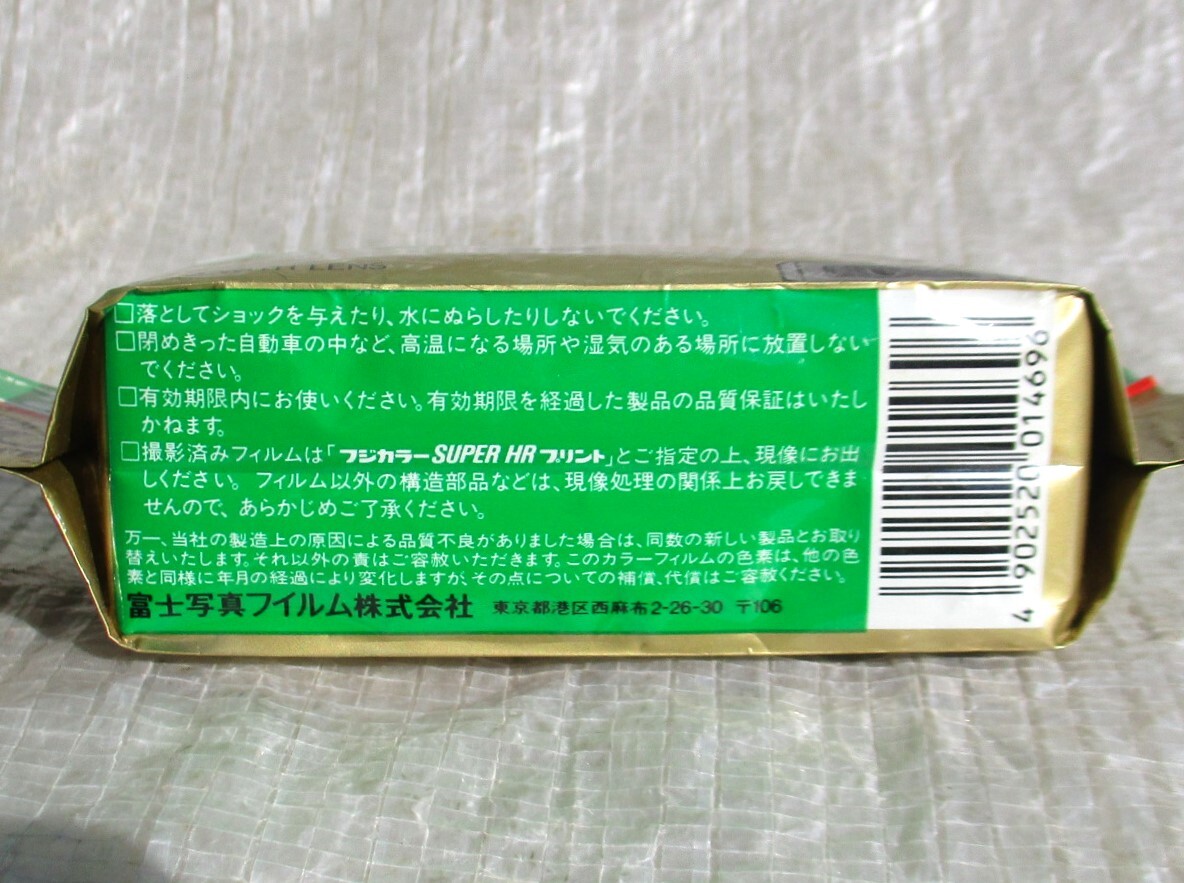 LENS
□落としてショックを与えたり、水にぬらしたりしないでください。
□閉めきった自動車の中など、高温になる場所や湿気のある場所に放置しない
でください。
□有効期限内にお使いください。有効期限を経過した製品の品質保証はいたし
かねます。
□撮影済みフィルムは「フジカラーSUPER HR プリント」とご指定の上、現像にお出
しください。 フィルム以外の構造部品などは、現像処理の関係上お戻しできま
せんので、あらかじめご了承ください。
万一、当社の製造上の原因による品質不良がありました場合は、同数の新しい製品とお取り
替えいたします。それ以外の責はご容赦いただきます。このカラーフィルムの色素は、他の色
素と同様に年月の経過により変化しますが、その点についての補償、代償はご容赦ください。
富士写真フイルム株式会社 東京都港区西麻布2-26-30 〒106
4 902520 014696